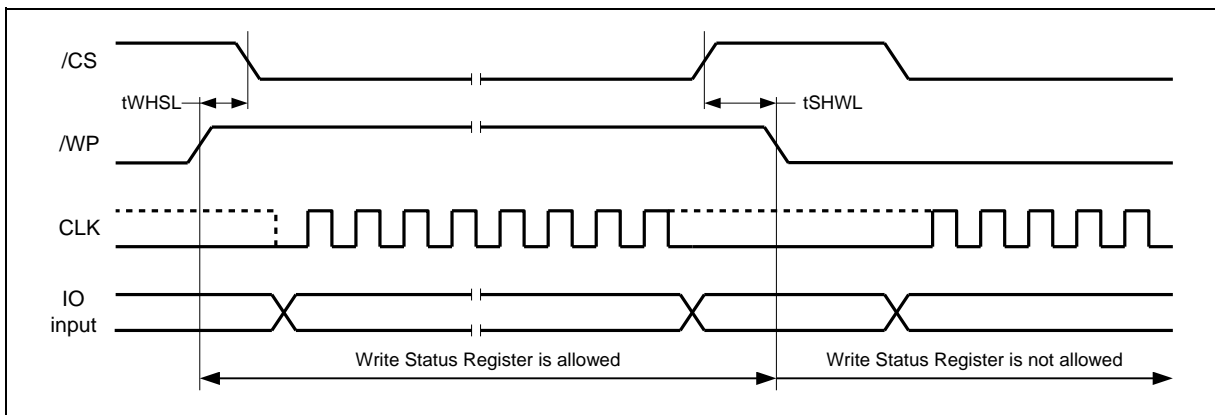 /CS
tWHSL
tSHWL
/WP
CLK
IO
input
Write Status Register is allowed
Write Status Register is not allowed